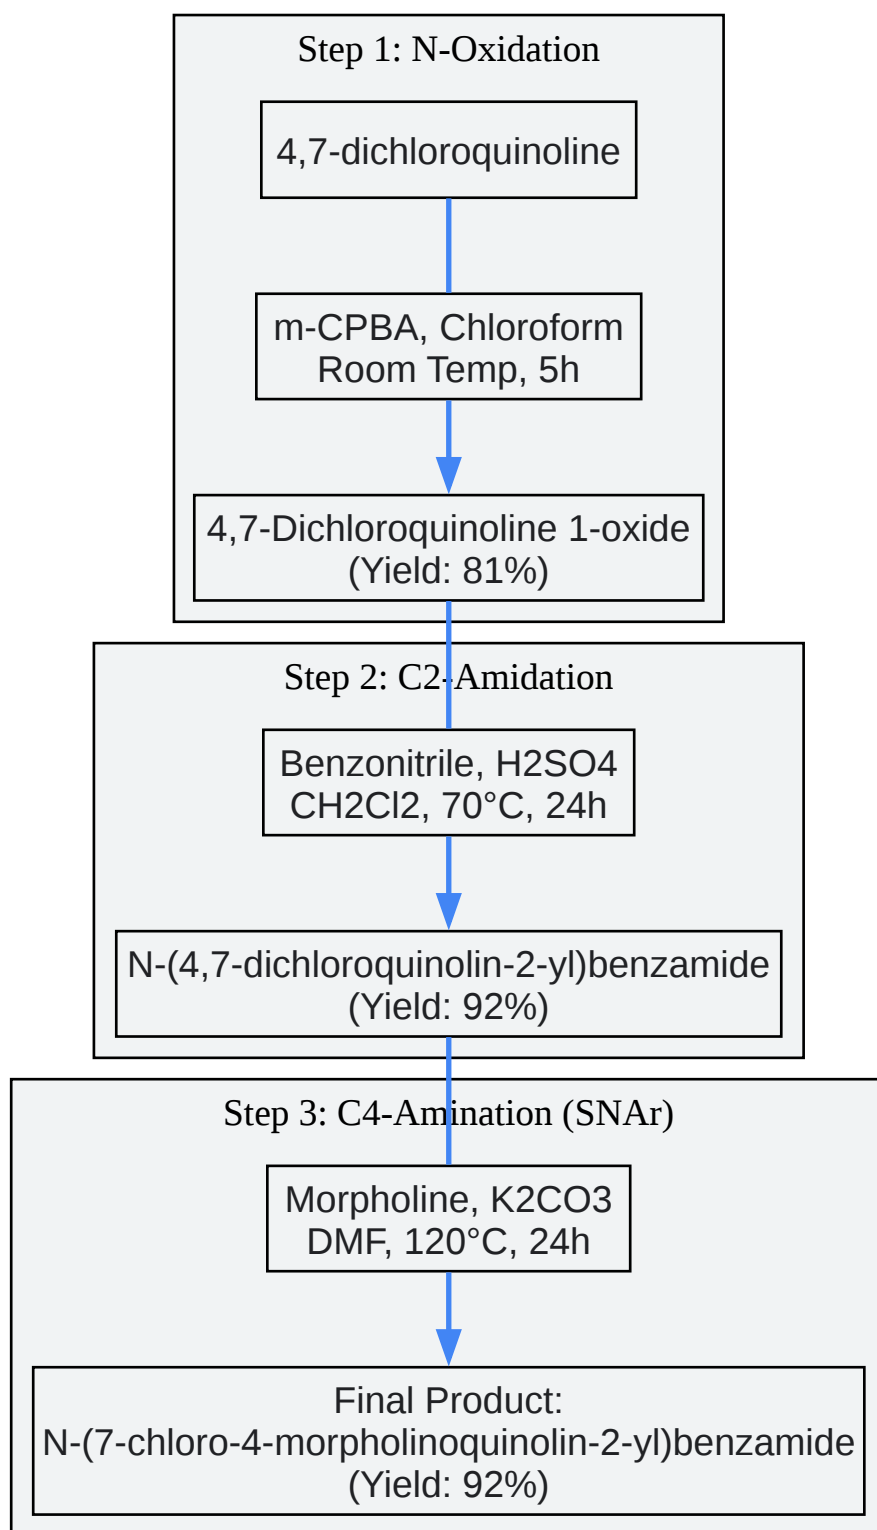 Step 1: N-Oxidation
4,7-dichloroquinoline
m-CPBA, Chloroform
Room Temp, 5h
4,7-Dichloroquinoline 1-oxide
(Yield: 81%)
Step 2: C2-Amidation
Benzonitrile, H2SO4
CH2Cl2, 70°C, 24h
N-(4,7-dichloroquinolin-2-yl)benzamide
(Yield: 92%)
Step 3: C4-Amination (SNAr)
Morpholine, K2CO3
DMF, 120°C, 24h
Final Product:
N-(7-chloro-4-morpholinoquinolin-2-yl)benzamide
(Yield: 92%)